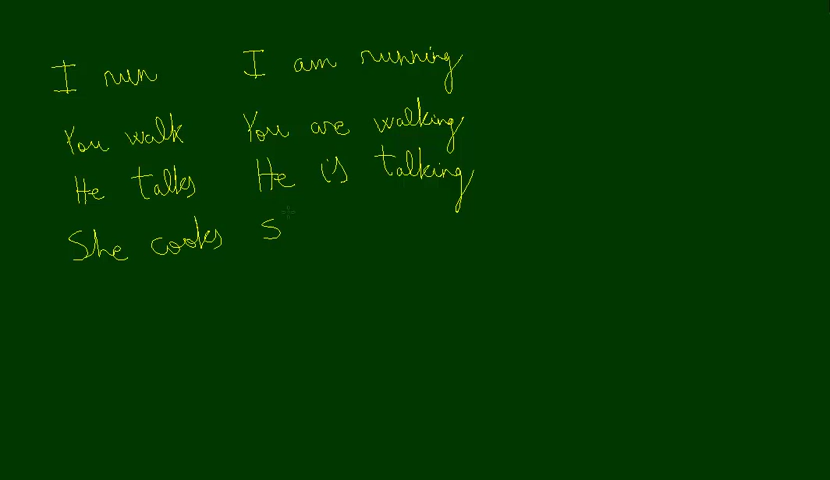 I run I am running
You walk You are walking
He talks He is talking
She cooks S